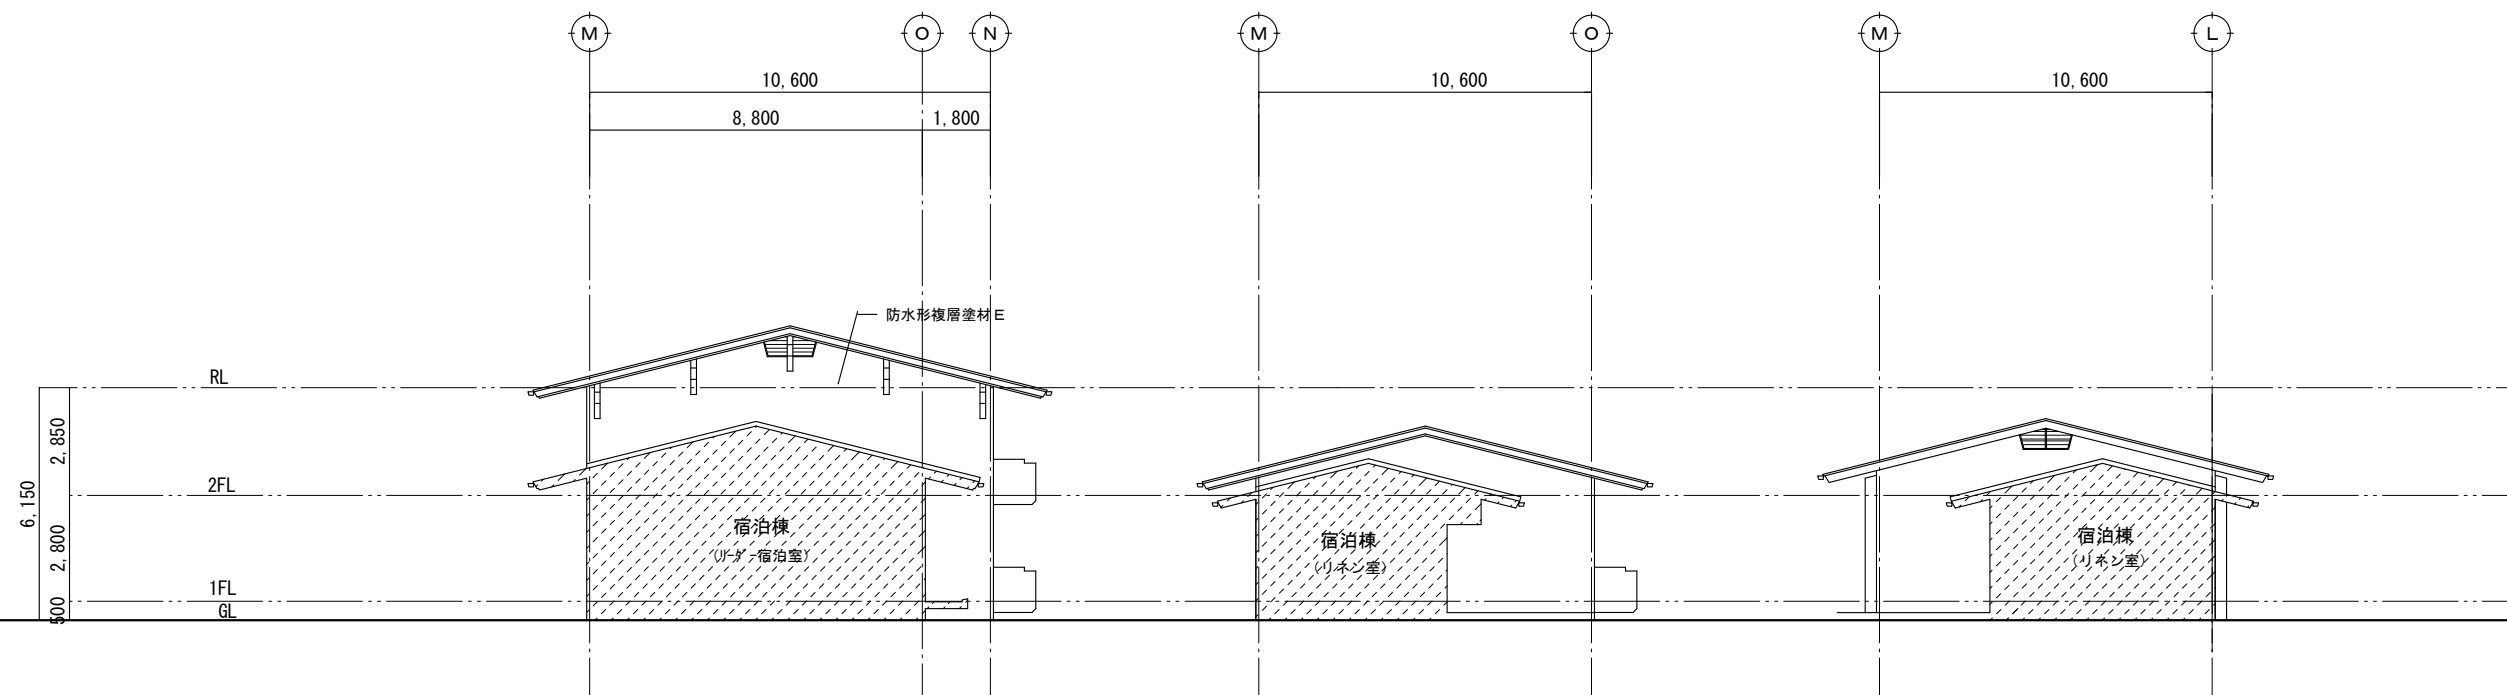 M
O
N
M
O
M
L
10,600
10,600
10,600
8,800
1,800
防水形複層塗材E
RL
2,850
2FL
6,150
2,800
宿泊棟
(リーダー宿泊室)
宿泊棟
(リネン室)
宿泊棟
(リネン室)
1FL
500
GL